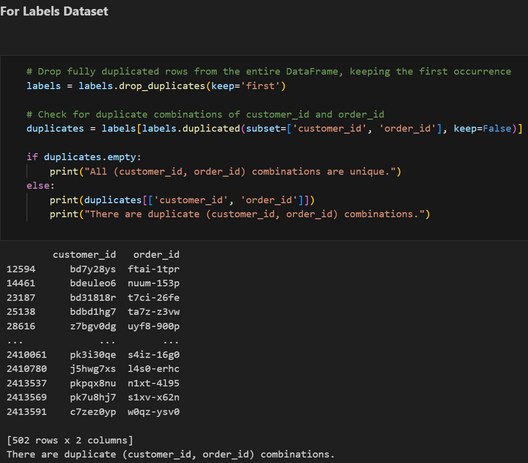 For Labels Dataset
# Drop fully duplicated rows from the entire DataFrame, keeping the first occurrence
labels = labels.drop_duplicates(keep='first')
# Check for duplicate combinations of customer_id and order_id
duplicates = labels[labels.duplicated(subset=['customer_id', 'order_id'], keep=False)]
if duplicates.empty:
    print("All (customer_id, order_id) combinations are unique.")
else:
    print(duplicates[['customer_id', 'order_id']])
    print("There are duplicate (customer_id, order_id) combinations.")
customer_id order_id
12594 bd7y28ys ftai-1tpr
14461 bdeuleo6 nuum-153p
23187 bd31818r t7ci-26fe
25138 bdbd1hg7 ta7z-z3vw
28616 z7bgv0dg uyf8-900p
... ... ...
2410061 pk3i30qe s4iz-16g0
2410780 j5hwg7xs l4s0-erhc
2413537 pkpqx8nu n1xt-4l95
2413569 pk7u8hj7 s1xv-x62n
2413591 c7zez0yp w0qz-ysv0
[502 rows x 2 columns]
There are duplicate (customer_id, order_id) combinations.